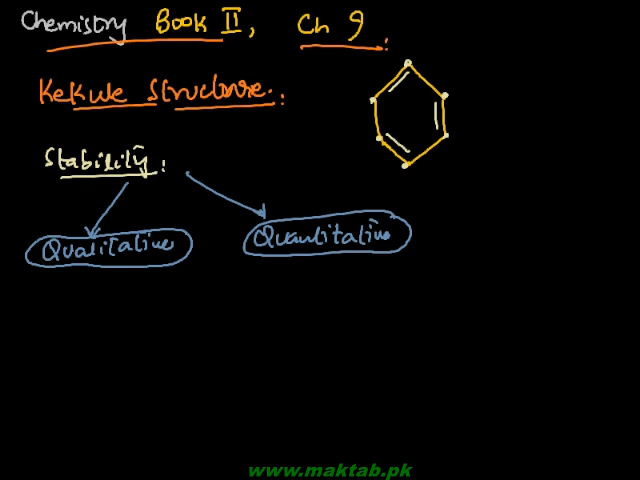 Chemistry Book II, Ch 9:
Kekule Structure:
Stability:
Qualitative
Quantitative
www.maktab.pk